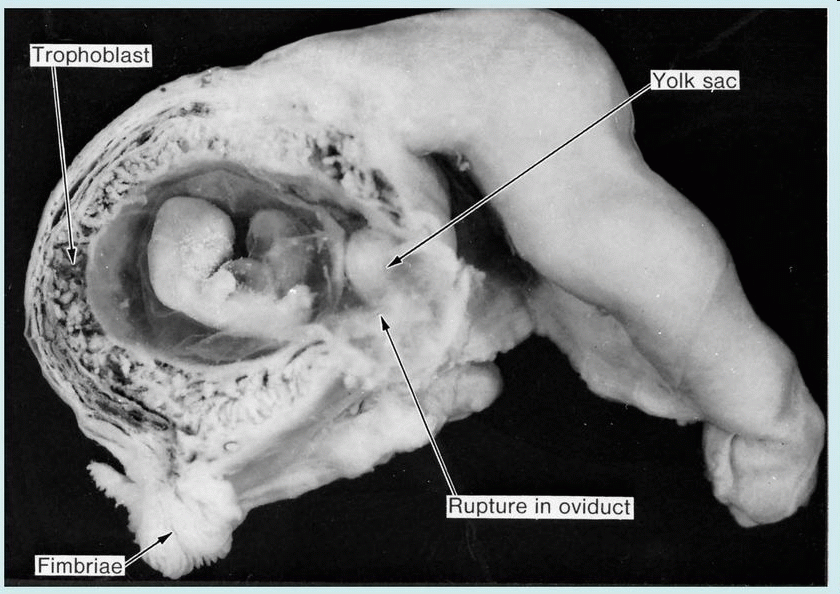 Trophoblast
Yolk sac
Rupture in oviduct
Fimbriae